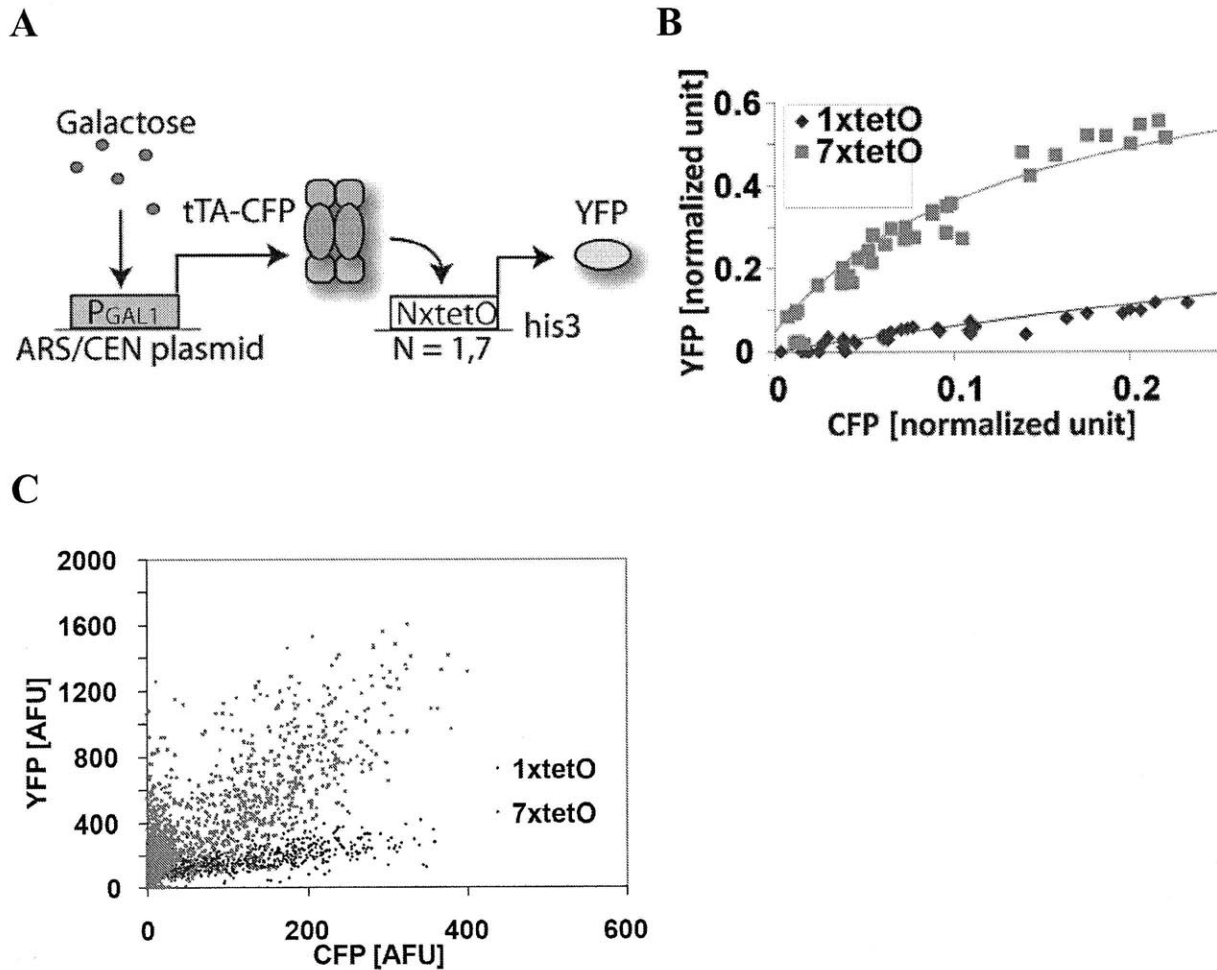 A
Galactose
tTA-CFP
YFP
PGAL1
NxtetO
his3
ARS/CEN plasmid
N = 1,7
B
YFP [normalized unit]
0.6
0.4
0.2
0
1xtetO
7xtetO
0
0.1
0.2
CFP [normalized unit]
C
YFP [AFU]
2000
1600
1200
800
400
0
1xtetO
7xtetO
0
200
400
600
CFP [AFU]